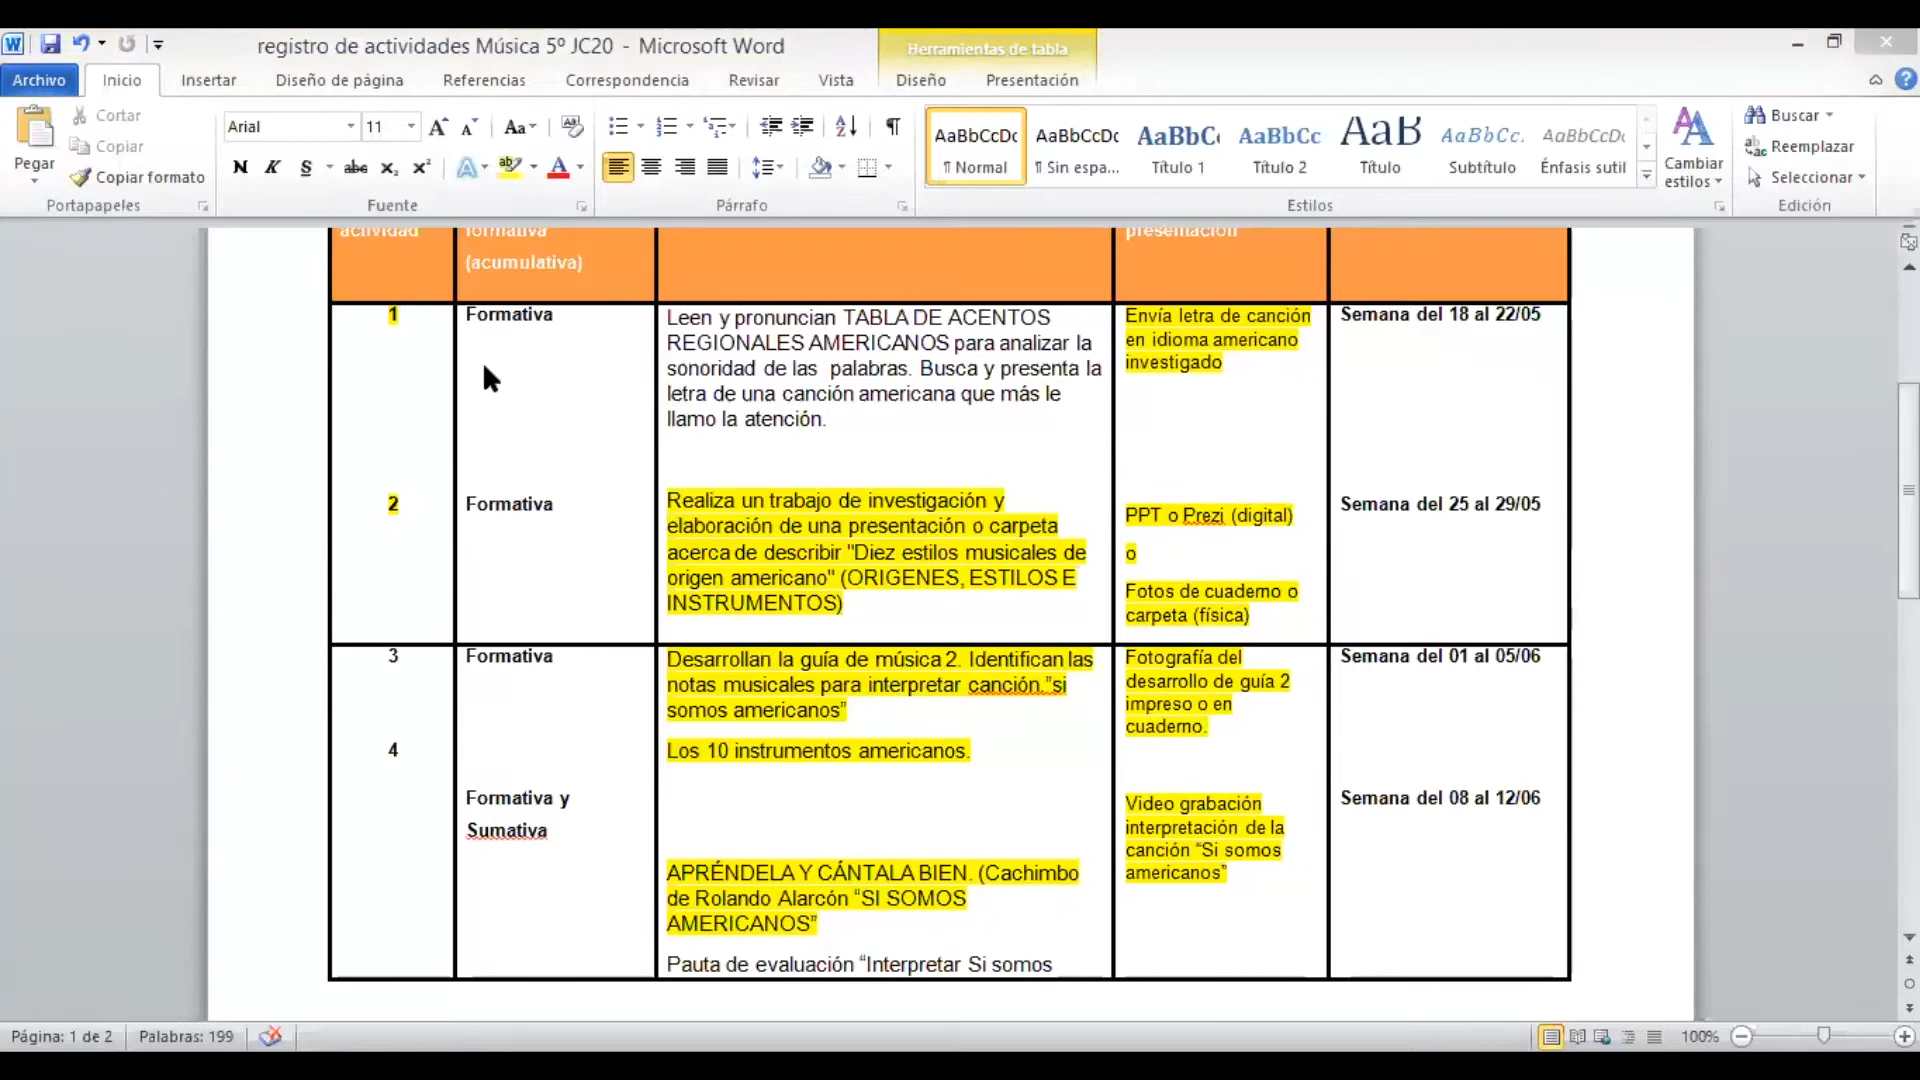 registro de actividades Música 5º JC20 - Microsoft Word
Herramientas de tabla
Archivo Inicio Insertar Diseño de página Referencias Correspondencia Revisar Vista Diseño Presentación
Cortar
Copiar
Copiar formato
Pegar
Portapapeles
Arial 11
Fuente
Párrafo
AaBbCcDc AaBbCcDc AaBbC AaBbCc AaB AaBbCc. AaBbCcDc
¶ Normal ¶ Sin espa... Título 1 Título 2 Título Subtítulo Énfasis sutil
Estilos
Cambiar
estilos
Buscar
Reemplazar
Seleccionar
Edición
actividad
formativa
(acumulativa)
presentación
1
Formativa
Leen y pronuncian TABLA DE ACENTOS
REGIONALES AMERICANOS para analizar la
sonoridad de las palabras. Busca y presenta la
letra de una canción americana que más le
llamo la atención.
Envía letra de canción
en idioma americano
investigado
Semana del 18 al 22/05
2
Formativa
Realiza un trabajo de investigación y
elaboración de una presentación o carpeta
acerca de describir "Diez estilos musicales de
origen americano" (ORIGENES, ESTILOS E
INSTRUMENTOS)
PPT o Prezi (digital)
o
Fotos de cuaderno o
carpeta (física)
Semana del 25 al 29/05
3
Formativa
Desarrollan la guía de música 2. Identifican las
notas musicales para interpretar canción."si
somos americanos”
Fotografía del
desarrollo de guía 2
impreso o en
cuaderno.
Semana del 01 al 05/06
4
Los 10 instrumentos americanos.
Formativa y
Sumativa
APRÉNDELA Y CÁNTALA BIEN. (Cachimbo
de Rolando Alarcón “SI SOMOS
AMERICANOS”
Pauta de evaluación “Interpretar Si somos
Video grabación
interpretación de la
canción “Si somos
americanos”
Semana del 08 al 12/06
Página: 1 de 2 Palabras: 199 100%